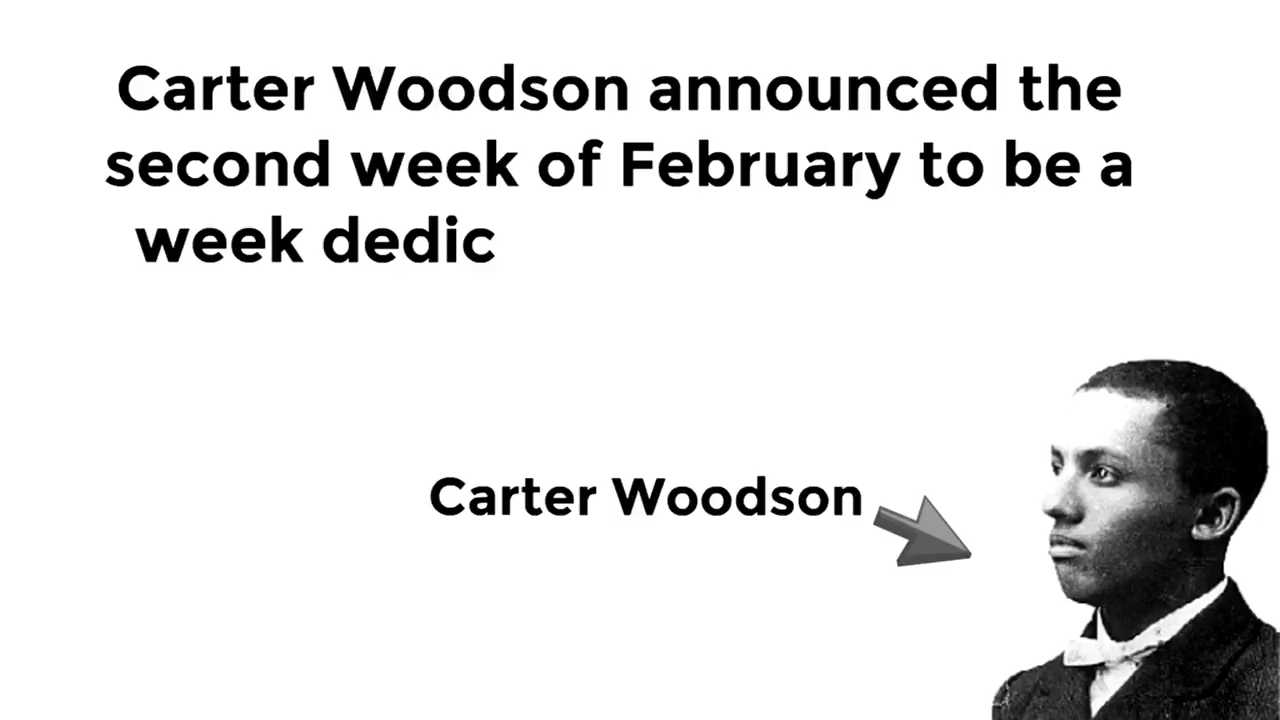 Carter Woodson announced the
second week of February to be a
week dedic
Carter Woodson